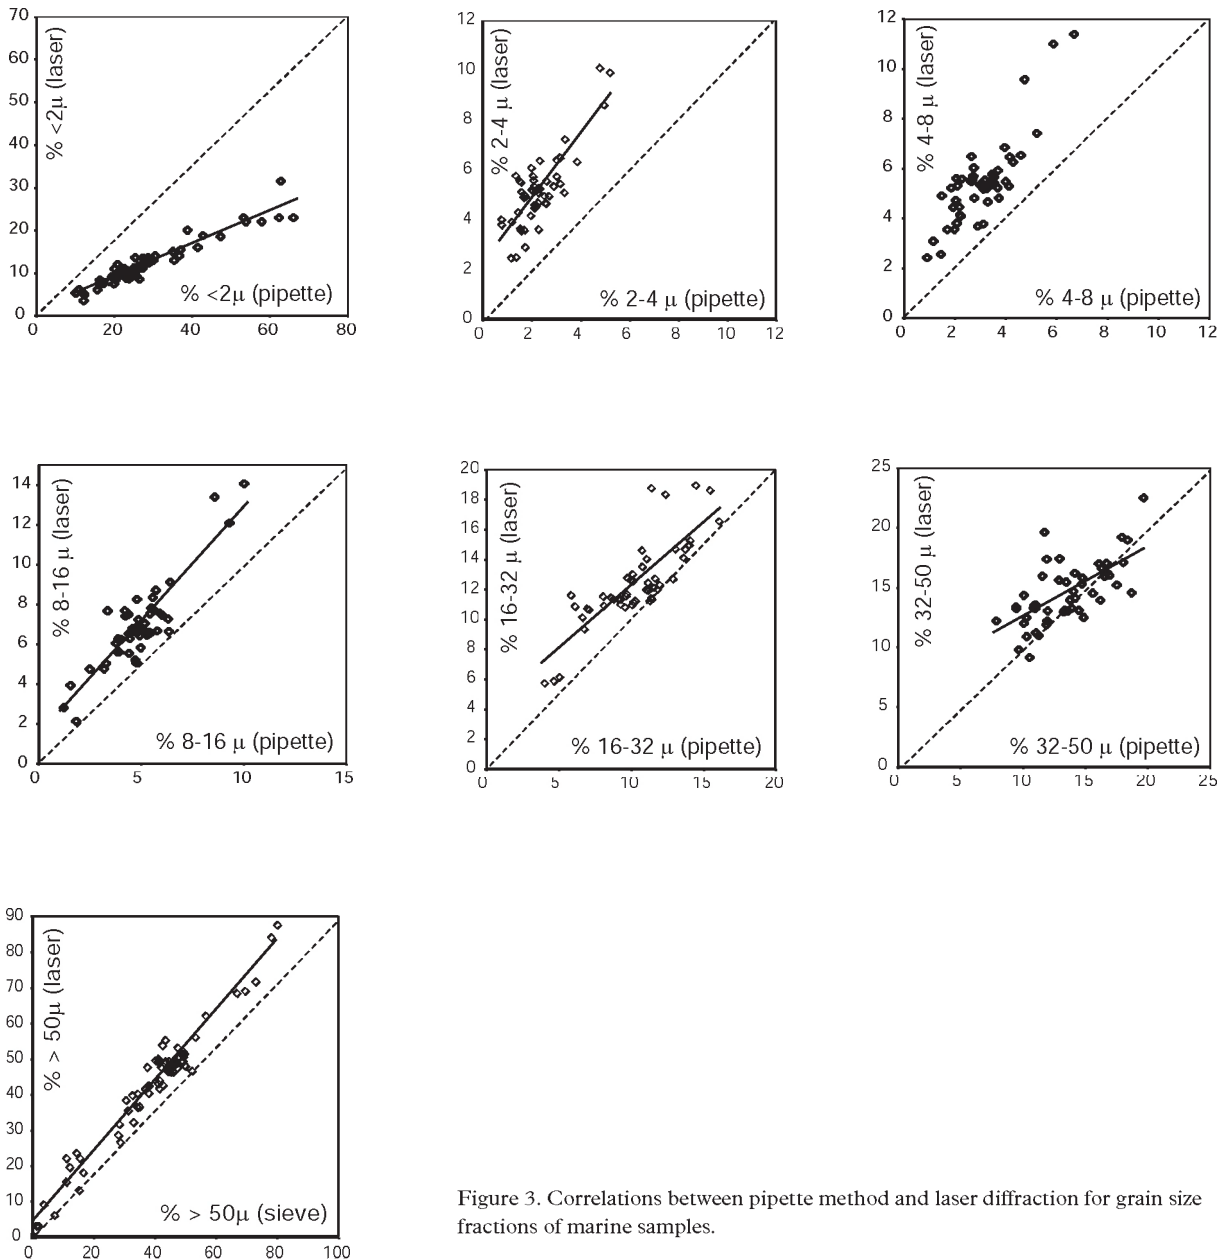 70
60
50
40
30
20
10
0
% <2μ (laser)
% <2μ (pipette)
0 20 40 60 80
12
10
8
6
4
2
0
% 2-4 μ (laser)
% 2-4 μ (pipette)
0 2 4 6 8 10 12
12
10
8
6
4
2
0
% 4-8 μ (laser)
% 4-8 μ (pipette)
0 2 4 6 8 10 12
14
12
10
8
6
4
2
0
% 8-16 μ (laser)
% 8-16 μ (pipette)
0 5 10 15
20
18
16
14
12
10
8
6
4
2
0
% 16-32 μ (laser)
% 16-32 μ (pipette)
0 5 10 15 20
25
20
15
10
5
0
% 32-50 μ (laser)
% 32-50 μ (pipette)
0 5 10 15 20 25
90
80
70
60
50
40
30
20
10
0
% > 50μ (laser)
% > 50μ (sieve)
0 20 40 60 80 100
Figure 3. Correlations between pipette method and laser diffraction for grain size
fractions of marine samples.